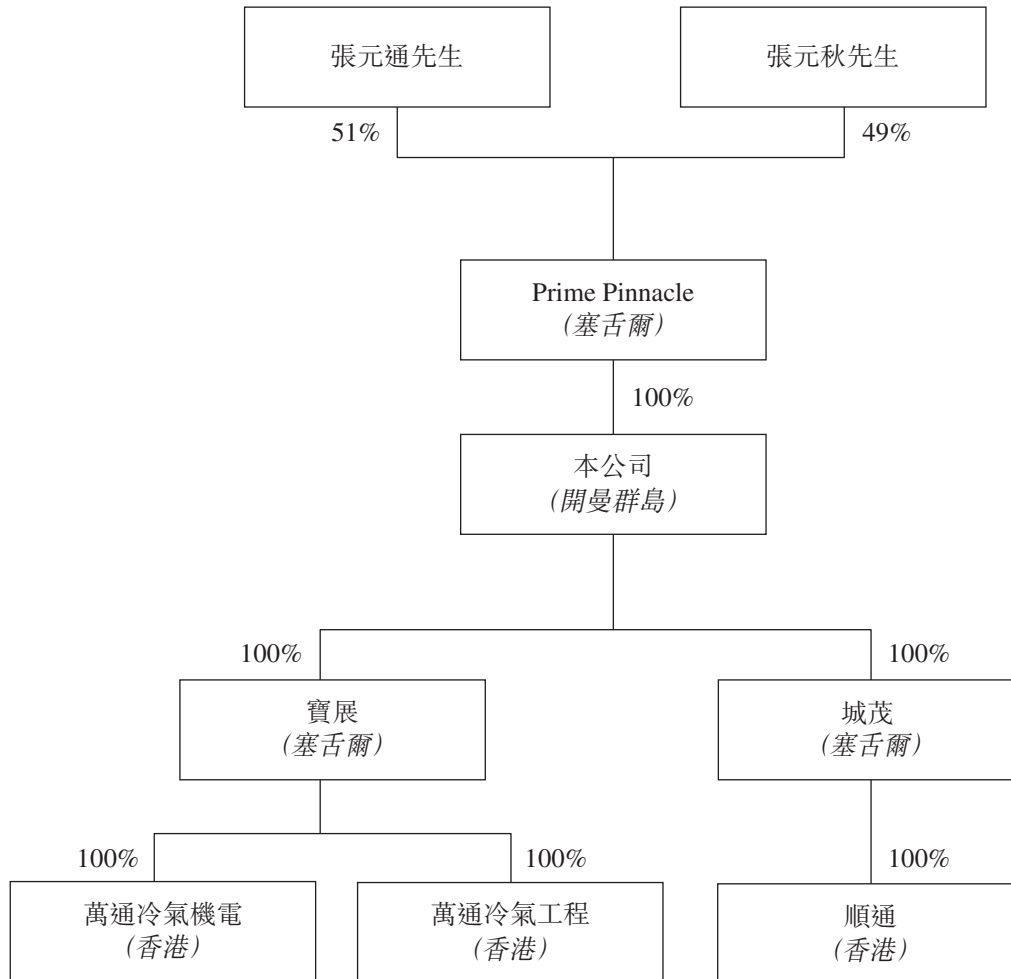 張元通先生
張元秋先生
51%
49%
Prime Pinnacle
(塞舌爾)
100%
本公司
(開曼群島)
100%
100%
寶展
(塞舌爾)
城茂
(塞舌爾)
100%
100%
100%
萬通冷氣機電
(香港)
萬通冷氣工程
(香港)
順通
(香港)